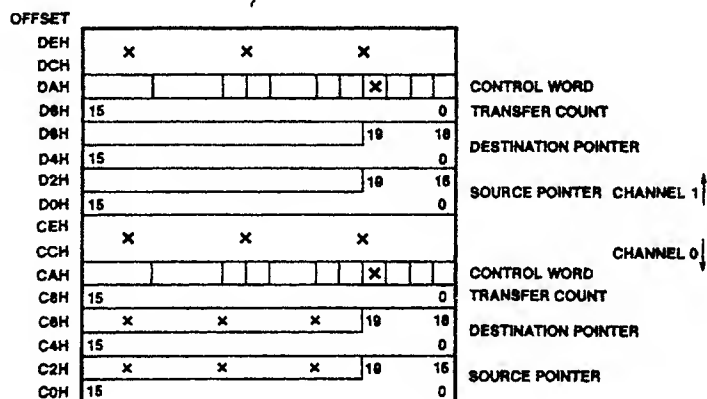 OFFSET
DEH × × ×
DCH
DAH × CONTROL WORD
D8H 15 0 TRANSFER COUNT
D6H 19 16
DESTINATION POINTER
D4H 15 0
D2H 19 16
SOURCE POINTER CHANNEL 1
D0H 15 0
CEH
× × ×
CCH CHANNEL 0
CAH × CONTROL WORD
C8H 15 0 TRANSFER COUNT
C6H × × × 19 16
DESTINATION POINTER
C4H 15 0
C2H × × × 19 16
SOURCE POINTER
C0H 15 0